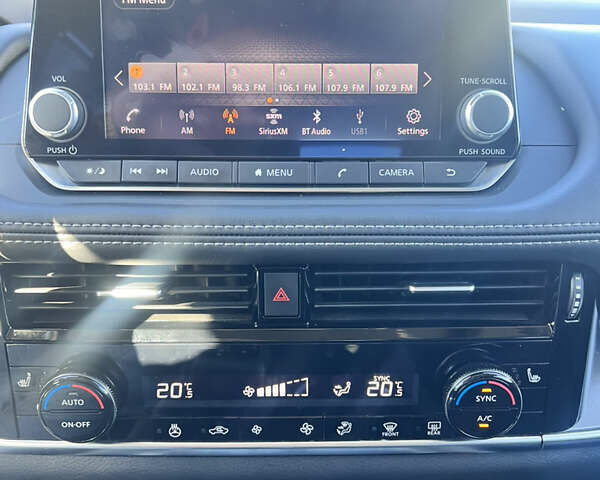 FM Menu
VOL
TUNE·SCROLL
1 2 3 4 5 6
103.1 FM 102.1 FM 98.3 FM 106.1 FM 107.9 FM 107.9 FM
Phone AM FM SiriusXM BT Audio USB1 Settings
PUSH
PUSH SOUND
AUDIO MENU CAMERA
AUTO
ON·OFF
20°C
SYNC
20°C
SYNC
A/C
FRONT
REAR